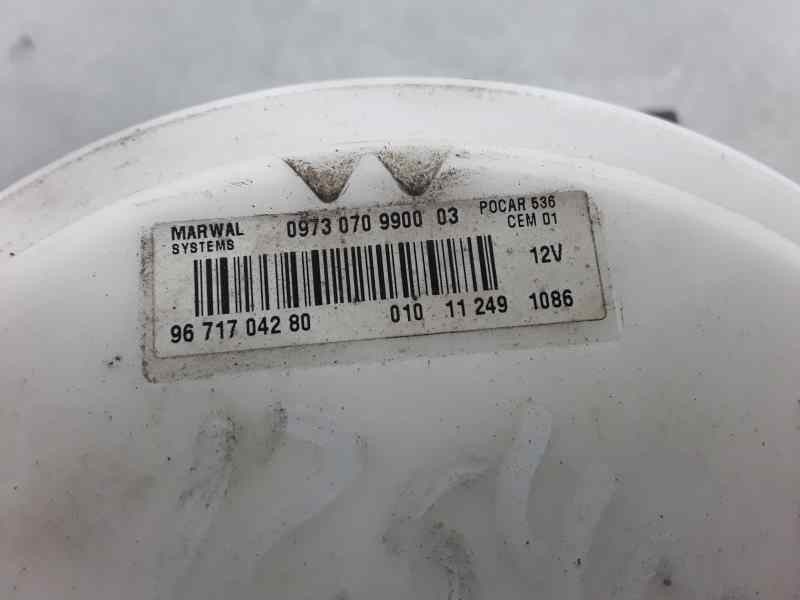 MARWAL SYSTEMS 0973 070 9900 03 POCAR 536
CEM 01
12V
96 717 042 80 010 11 249 1086